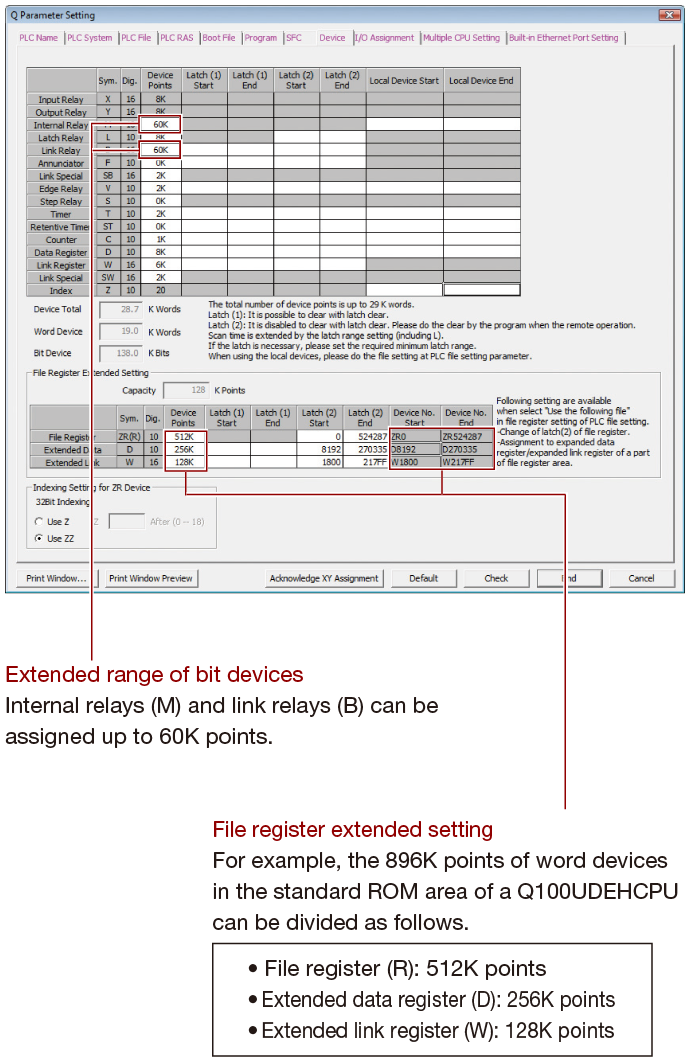 Q Parameter Setting
PLC Name PLC System PLC File PLC RAS Boot File Program SFC Device I/O Assignment Multiple CPU Setting Built-in Ethernet Port Setting
Sym. Dig. Device Points Latch (1) Start Latch (1) End Latch (2) Start Latch (2) End Local Device Start Local Device End
Input Relay X 16 8K
Output Relay Y 16 8K
Internal Relay 60K
Latch Relay L 10 8K
Link Relay 60K
Annunciator F 10 0K
Link Special SB 16 2K
Edge Relay V 10 2K
Step Relay S 10 0K
Timer T 10 2K
Retentive Timer ST 10 0K
Counter C 10 1K
Data Register D 10 8K
Link Register W 16 6K
Link Special SW 16 2K
Index Z 10 20
Device Total 28.7 K Words
Word Device 19.0 K Words
Bit Device 138.0 K Bits
The total number of device points is up to 29 K words.
Latch (1): It is possible to clear with latch clear.
Latch (2): It is disabled to clear with latch clear. Please do the clear by the program when the remote operation.
Scan time is extended by the latch range setting (including L).
If the latch is necessary, please set the required minimum latch range.
When using the local devices, please do the file setting at PLC file setting parameter.
File Register Extended Setting
Capacity 128 K Points
Sym. Dig. Device Points Latch (1) Start Latch (1) End Latch (2) Start Latch (2) End Device No. Start Device No. End
File Register ZR(R) 10 512K 0 524287 ZR0 ZR524287
Extended Data D 10 256K 8192 270335 D8192 D270335
Extended Link W 16 128K 1800 217FF W1800 W217FF
Following setting are available
when select "Use the following file"
in file register setting of PLC file setting.
-Change of latch(2) of file register.
-Assignment to expanded data
register/expanded link register of a part
of file register area.
Indexing Setting for ZR Device
32Bit Indexing
Use Z Z After (0 -- 18)
Use ZZ
Print Window... Print Window Preview Acknowledge XY Assignment Default Check End Cancel
Extended range of bit devices
Internal relays (M) and link relays (B) can be
assigned up to 60K points.
File register extended setting
For example, the 896K points of word devices
in the standard ROM area of a Q100UDEHCPU
can be divided as follows.
• File register (R): 512K points
• Extended data register (D): 256K points
• Extended link register (W): 128K points